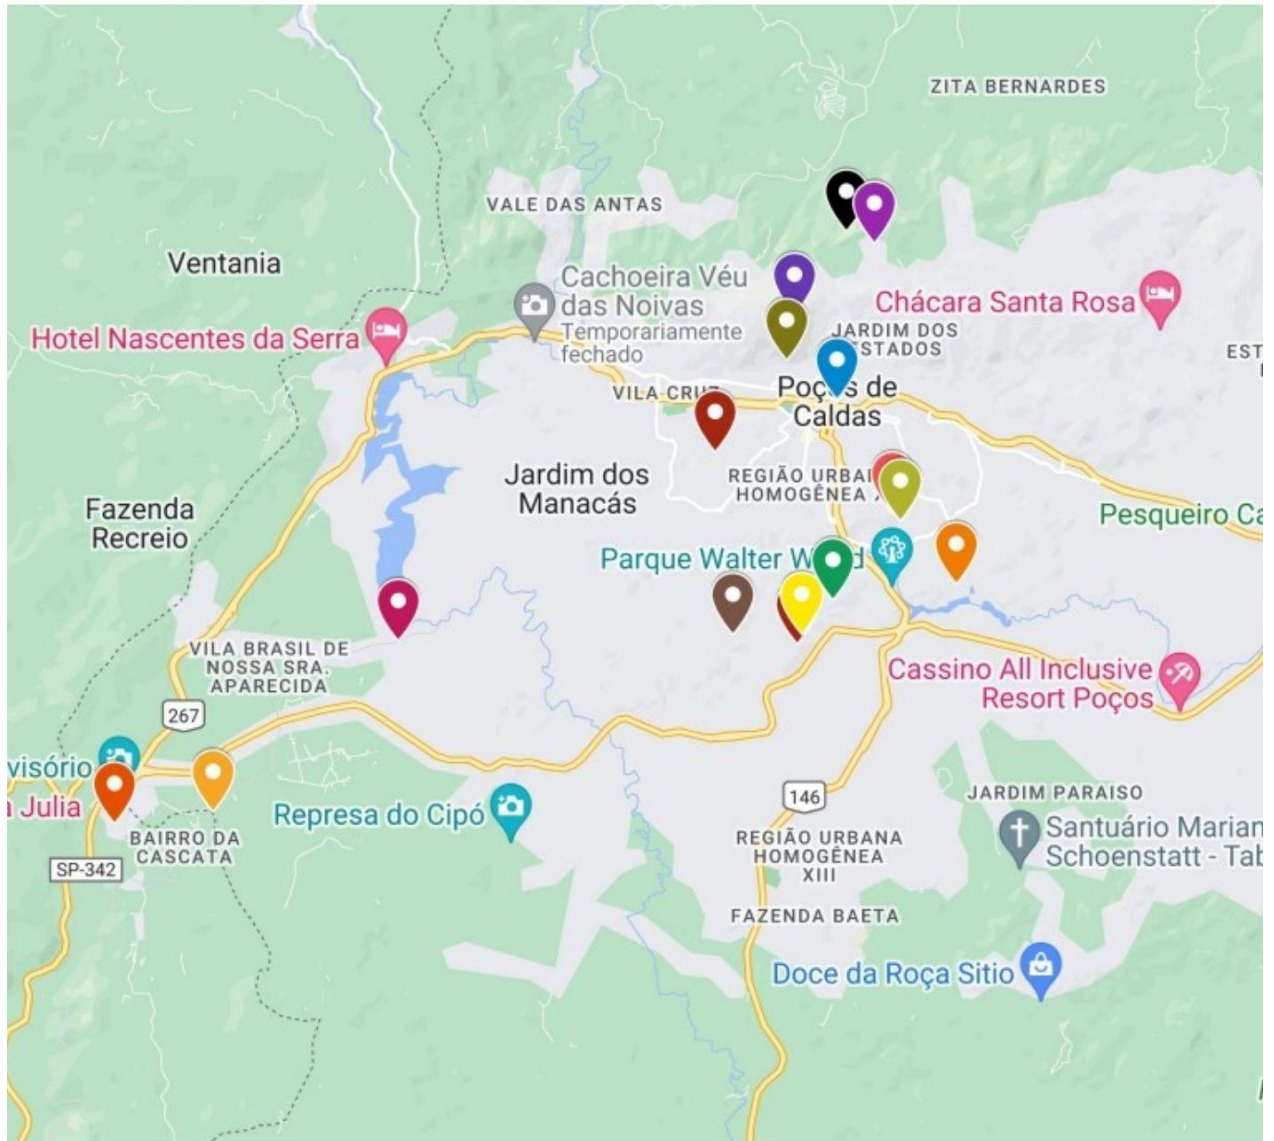 ZITA BERNARDES
VALE DAS ANTAS
Ventania
Cachoeira Véu
das Noivas
Temporariamente
fechado
Chácara Santa Rosa
Hotel Nascentes da Serra
JARDIM DOS
ESTADOS
EST
VILA CRUZ
Poços de
Caldas
Jardim dos
Manacás
REGIÃO URBA
HOMOGÊNEA
Fazenda
Recreio
Pesqueiro Ca
Parque Walter W d
VILA BRASIL DE
NOSSA SRA.
APARECIDA
Cassino All Inclusive
Resort Poços
267
visório
a Julia
Represa do Cipó
146
JARDIM PARAISO
BAIRRO DA
CASCATA
SP-342
REGIÃO URBANA
HOMOGÊNEA
XIII
Santuário Marian
Schoenstatt - Tab
FAZENDA BAETA
Doce da Roça Sitio